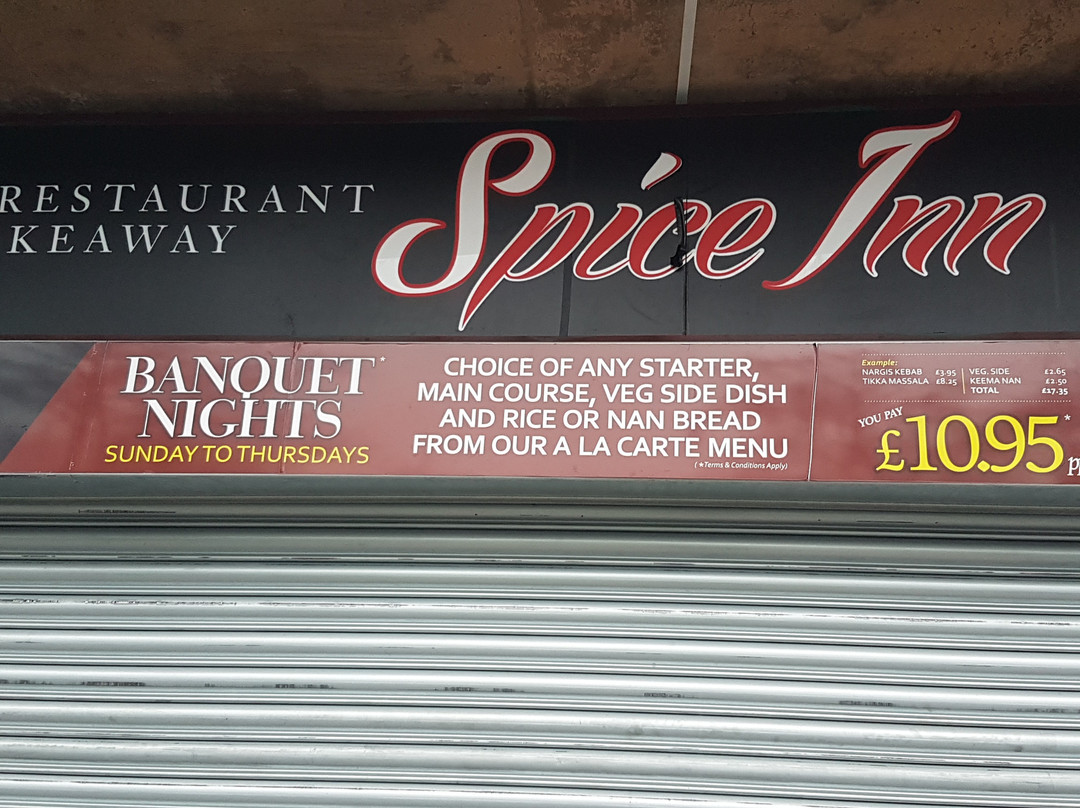 RESTAURANT
KEAWAY
Spice Inn
BANQUET*
NIGHTS
SUNDAY TO THURSDAYS
CHOICE OF ANY STARTER,
MAIN COURSE, VEG SIDE DISH
AND RICE OR NAN BREAD
FROM OUR A LA CARTE MENU
(*Terms & Conditions Apply)
Example:
NARGIS KEBAB £3.95
TIKKA MASSALA £8.25
VEG. SIDE £2.65
KEEMA NAN £2.50
TOTAL £17.35
YOU PAY
£10.95*